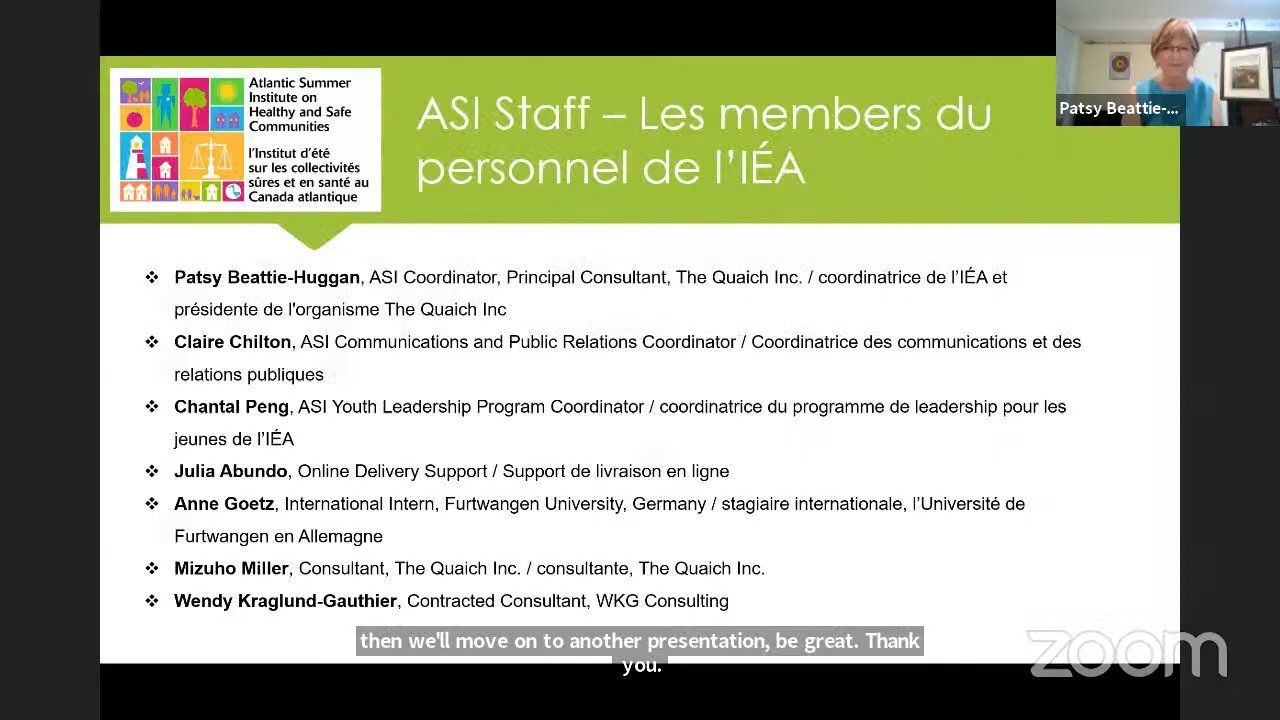 Atlantic Summer
Institute on
Healthy and Safe
Communities
l'Institut d'été
sur les collectivités
sûres et en santé au
Canada atlantique
ASI Staff – Les members du
personnel de l'IÉA
Patsy Beattie-...
❖ Patsy Beattie-Huggan, ASI Coordinator, Principal Consultant, The Quaich Inc. / coordinatrice de l'IÉA et
présidente de l'organisme The Quaich Inc
❖ Claire Chilton, ASI Communications and Public Relations Coordinator / Coordinatrice des communications et des
relations publiques
❖ Chantal Peng, ASI Youth Leadership Program Coordinator / coordinatrice du programme de leadership pour les
jeunes de l'IÉA
❖ Julia Abundo, Online Delivery Support / Support de livraison en ligne
❖ Anne Goetz, International Intern, Furtwangen University, Germany / stagiaire internationale, l'Université de
Furtwangen en Allemagne
❖ Mizuho Miller, Consultant, The Quaich Inc. / consultante, The Quaich Inc.
❖ Wendy Kraglund-Gauthier, Contracted Consultant, WKG Consulting
then we'll move on to another presentation, be great. Thank
you.
zoom